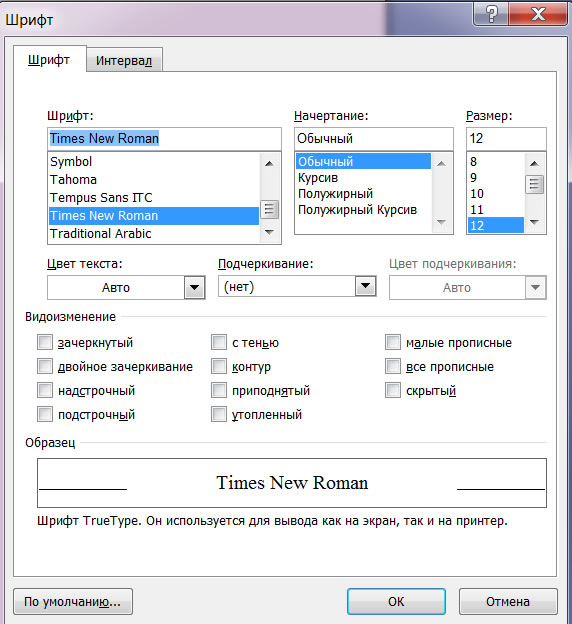 Шрифт
Шрифт Интервал
Шрифт: Начертание: Размер:
Times New Roman Обычный 12
Symbol Обычный 8
Tahoma Курсив 9
Tempus Sans ITC Полужирный 10
Times New Roman Полужирный Курсив 11
Traditional Arabic 12
Цвет текста: Подчеркивание: Цвет подчеркивания:
Авто (нет) Авто
Видоизменение
зачеркнутый с тенью малые прописные
двойное зачеркивание контур все прописные
надстрочный приподнятый скрытый
подстрочный утопленный
Образец
Times New Roman
Шрифт TrueType. Он используется для вывода как на экран, так и на принтер.
По умолчанию... ОК Отмена